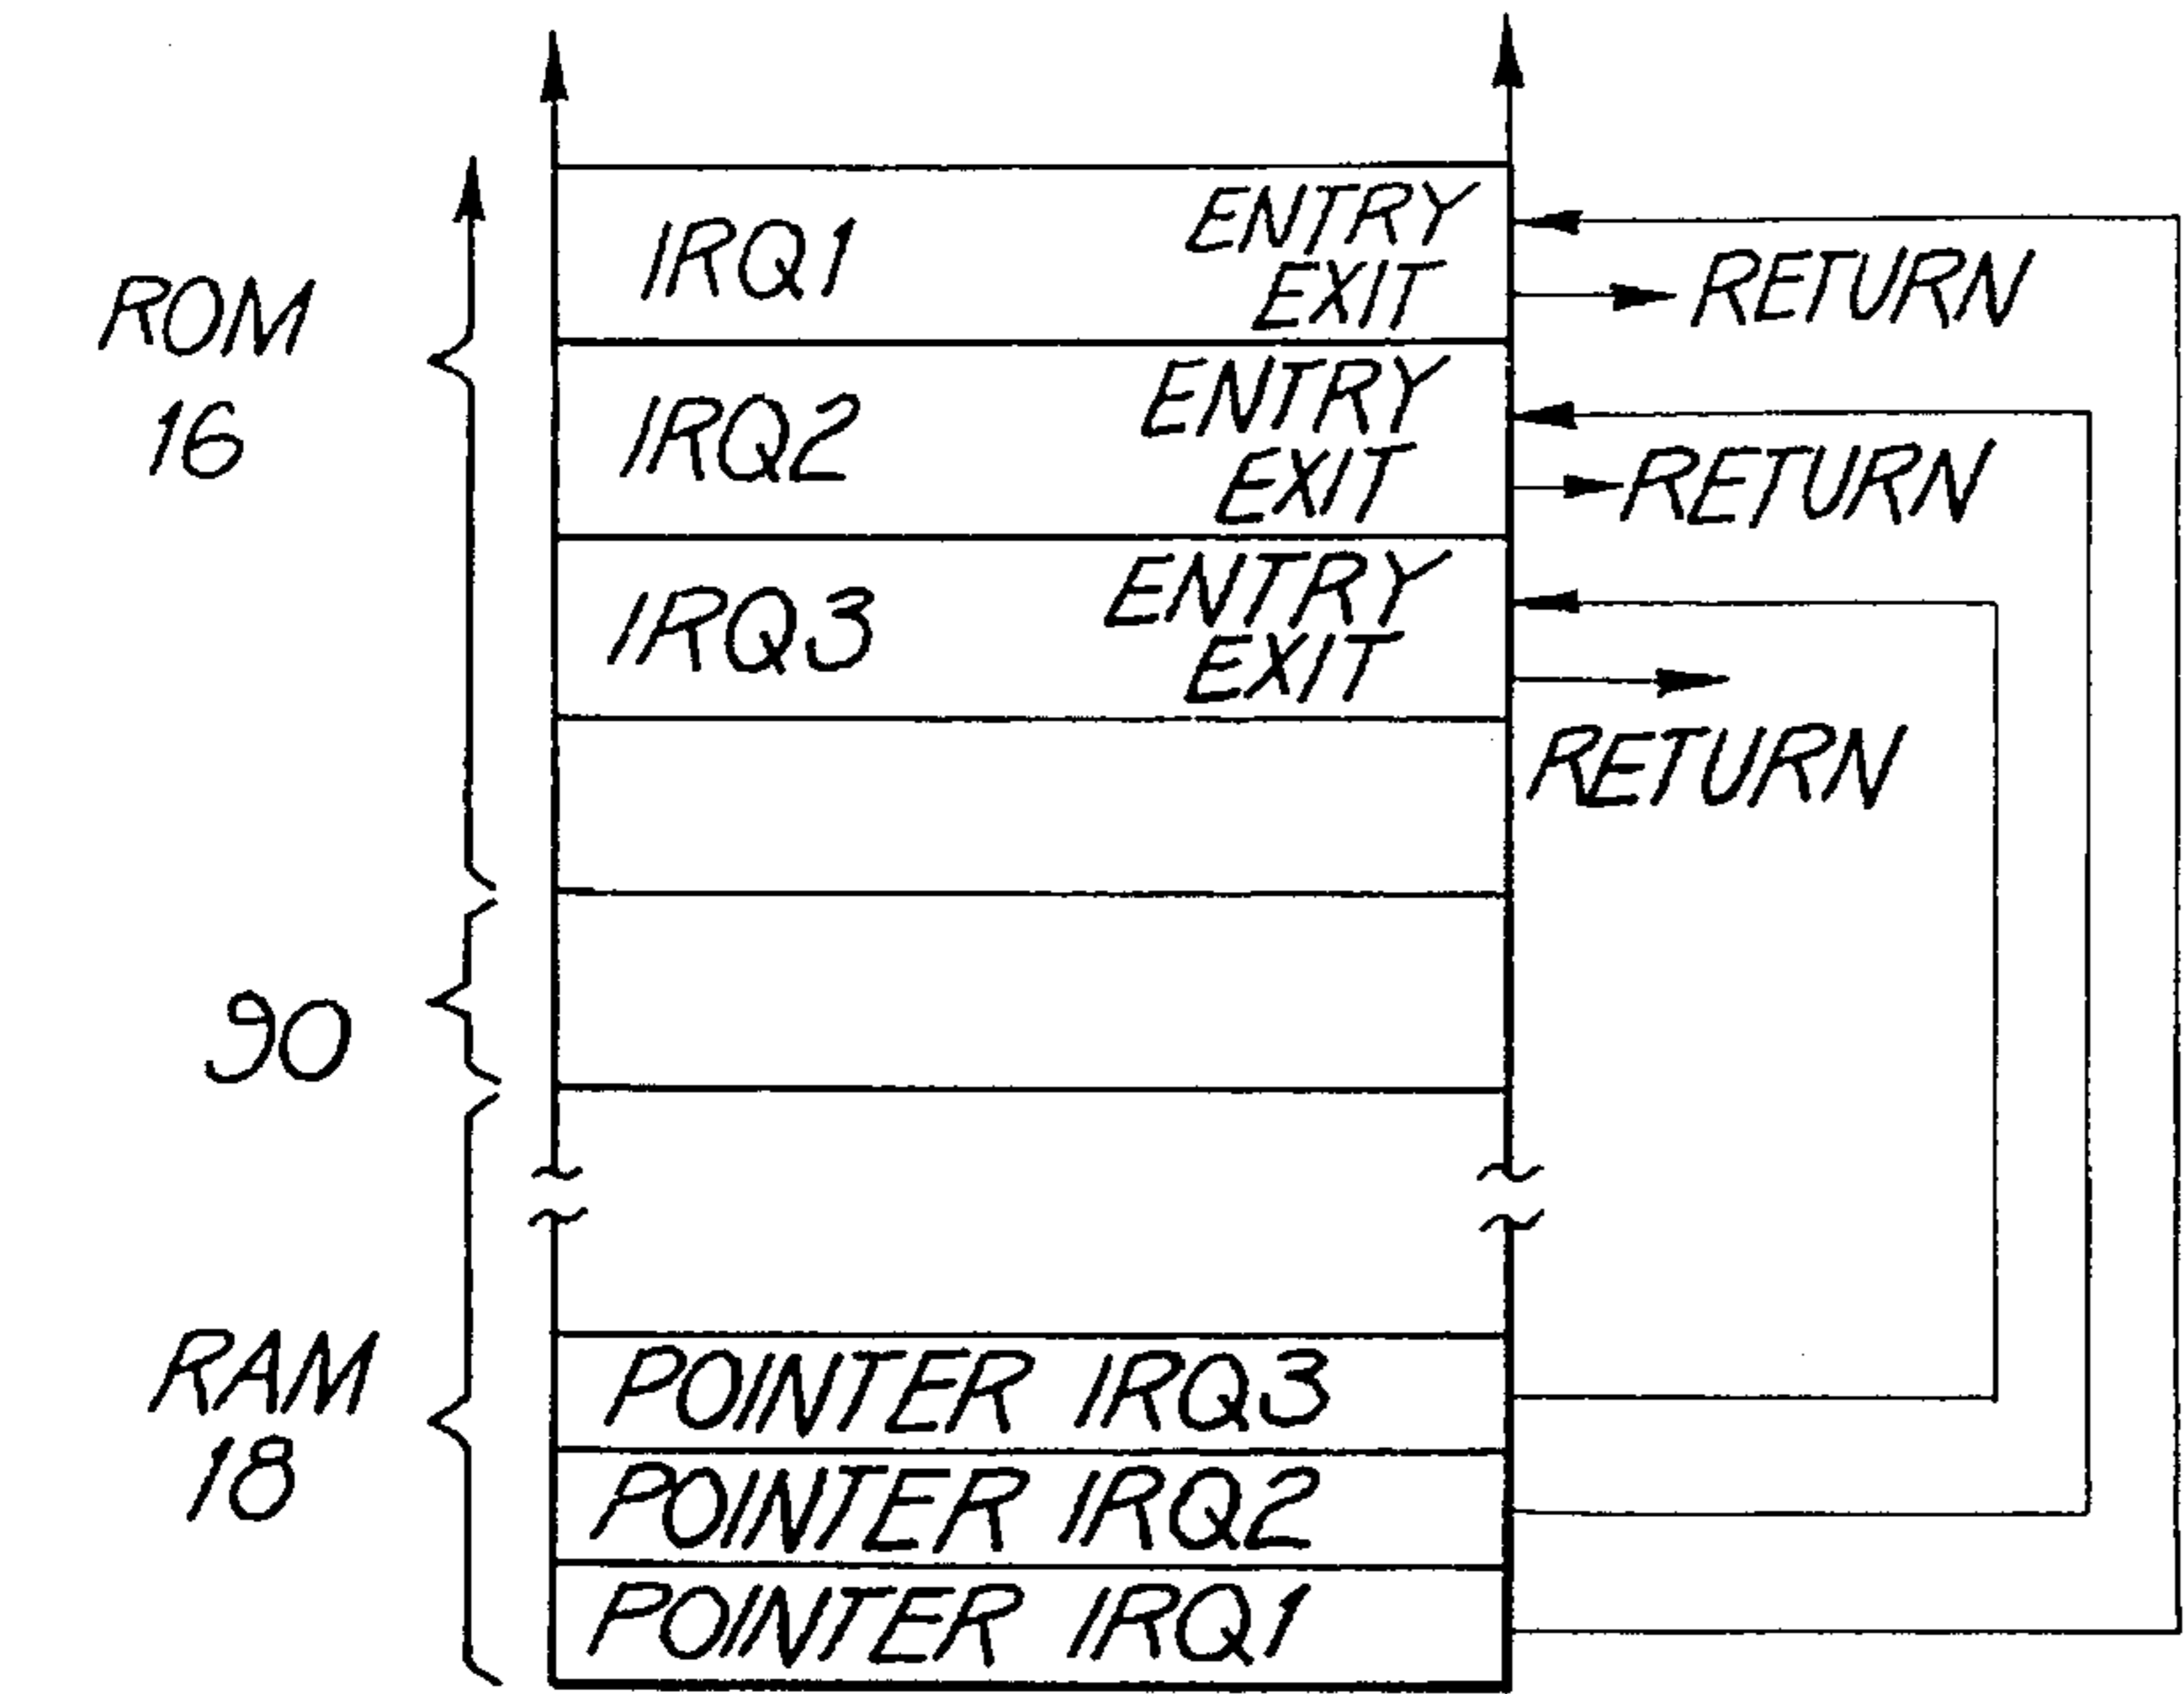 ROM
16
IRQ1 ENTRY
EXIT RETURN
IRQ2 ENTRY
EXIT RETURN
IRQ3 ENTRY
EXIT
RETURN
90
RAM
18
POINTER IRQ3
POINTER IRQ2
POINTER IRQ1